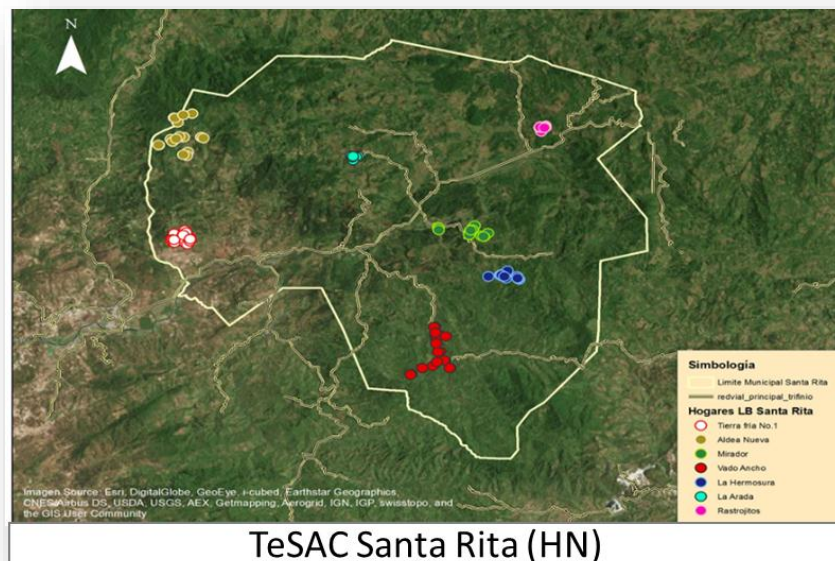 N
Simbología
Limite Municipal Santa Rita
redvial_principal_trifinio
Hogares LB Santa Rita
Tierra fria No.1
Aldea Nueva
Mirador
Vado Ancho
La Hermosura
La Arada
Rastrojitos
Imagen Source: Esri, DigitalGlobe, GeoEye, i-cubed, Earthstar Geographics,
CNES/Airbus DS, USDA, USGS, AEX, Getmapping, Aerogrid, IGN, IGP, swisstopo, and
the GIS User Community
TeSAC Santa Rita (HN)